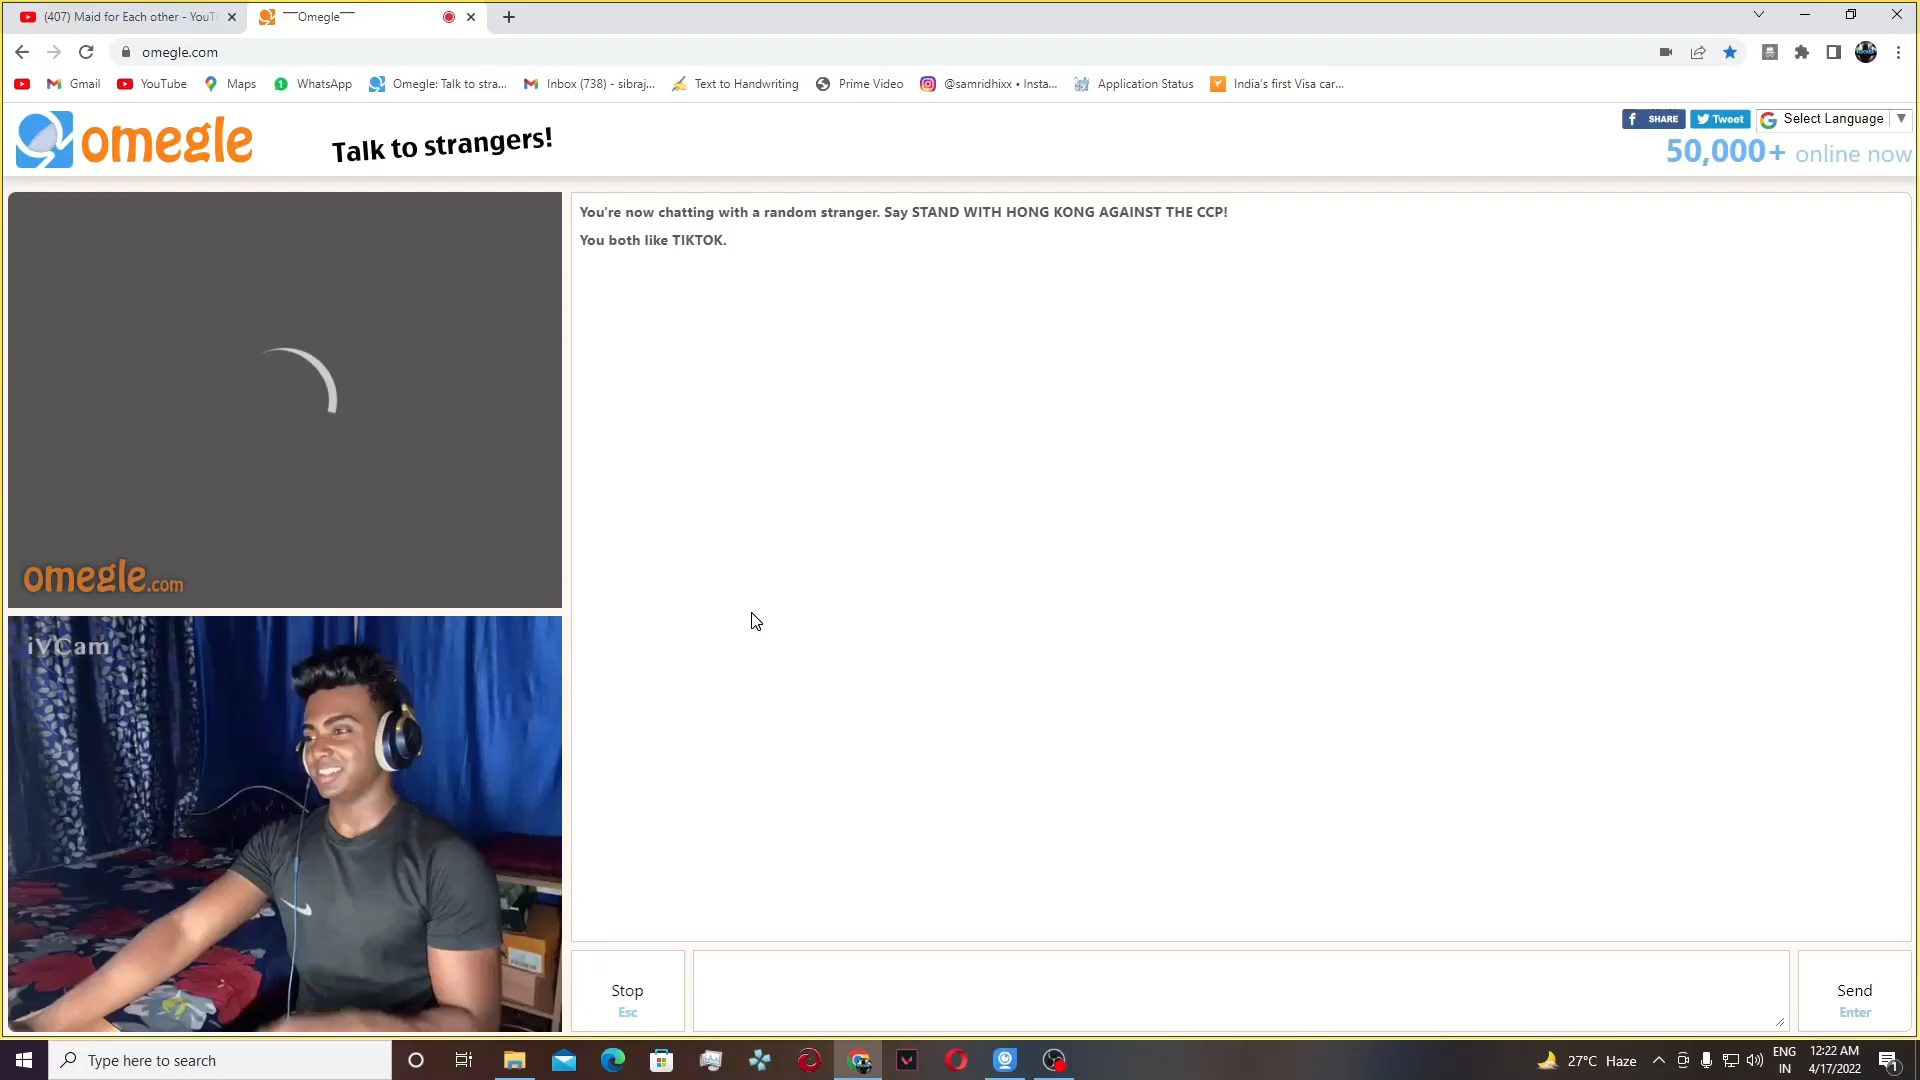 (407) Maid for Each other - YouT
Omegle
omegle.com
Gmail
YouTube
Maps
WhatsApp
Omegle: Talk to stra...
Inbox (738) - sibraj...
Text to Handwriting
Prime Video
@samridhixx • Insta...
Application Status
India's first Visa car...
omegle
Talk to strangers!
SHARE
Tweet
Select Language
50,000+ online now
You're now chatting with a random stranger. Say STAND WITH HONG KONG AGAINST THE CCP!
You both like TIKTOK.
omegle.com
iVCam
Stop
Esc
Send
Enter
Type here to search
27°C Haze
ENG
IN
12:22 AM
4/17/2022
1